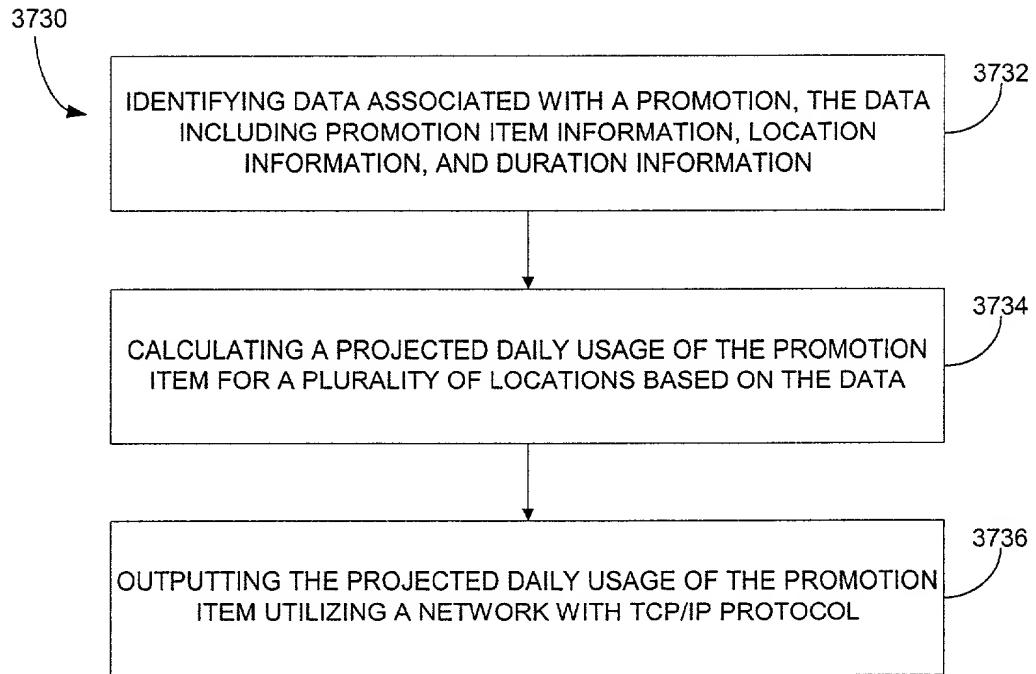 3730
3732
IDENTIFYING DATA ASSOCIATED WITH A PROMOTION, THE DATA
INCLUDING PROMOTION ITEM INFORMATION, LOCATION
INFORMATION, AND DURATION INFORMATION
3734
CALCULATING A PROJECTED DAILY USAGE OF THE PROMOTION
ITEM FOR A PLURALITY OF LOCATIONS BASED ON THE DATA
3736
OUTPUTTING THE PROJECTED DAILY USAGE OF THE PROMOTION
ITEM UTILIZING A NETWORK WITH TCP/IP PROTOCOL